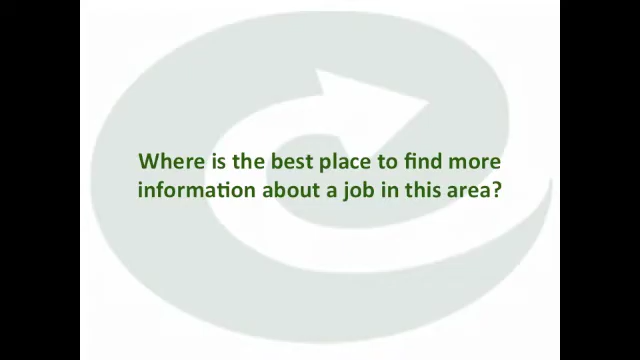 Where is the best place to find more
information about a job in this area?